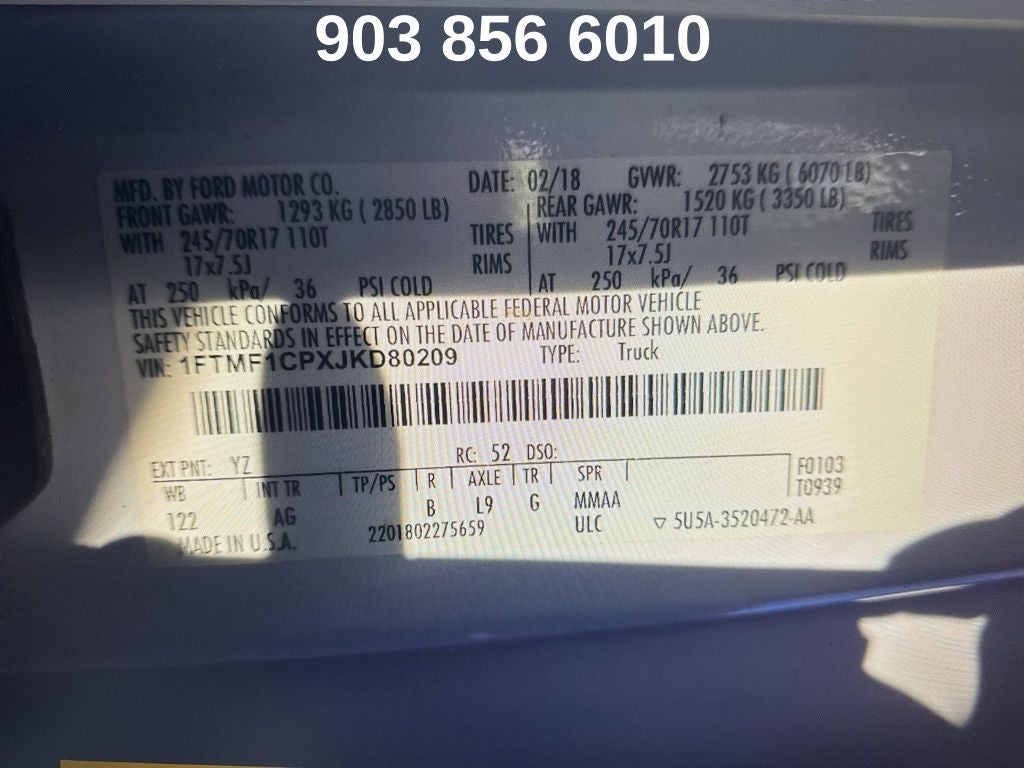 903 856 6010
MFD. BY FORD MOTOR CO. DATE: 02/18 GVWR: 2753 KG ( 6070 LB)
FRONT GAWR: 1293 KG ( 2850 LB) REAR GAWR: 1520 KG ( 3350 LB)
WITH 245/70R17 110T TIRES WITH 245/70R17 110T TIRES
17x7.5J RIMS 17x7.5J RIMS
AT 250 kPa/ 36 PSI COLD AT 250 kPa/ 36 PSI COLD
THIS VEHICLE CONFORMS TO ALL APPLICABLE FEDERAL MOTOR VEHICLE
SAFETY STANDARDS IN EFFECT ON THE DATE OF MANUFACTURE SHOWN ABOVE.
VIN: 1FTMF1CPXJKD80209 TYPE: Truck
RC: 52 DSO:
EXT PNT: YZ F0103
WB INT TR TP/PS R AXLE TR SPR T0939
122 AG B L9 G MMAA
2201802275659 ULC ▽ 5U5A-3520472-AA
MADE IN U.S.A.